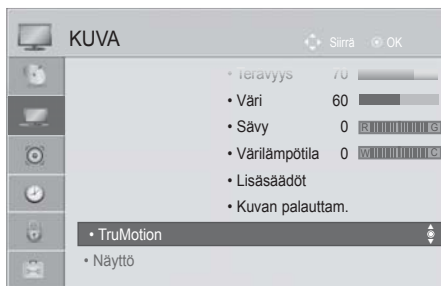 KUVA Siirrä OK
• Terävyys 70
• Väri 60
• Sävy 0 R G
• Värilämpötila 0 W C
• Lisäsäädöt
• Kuvan palauttam.
• TruMotion
• Näyttö